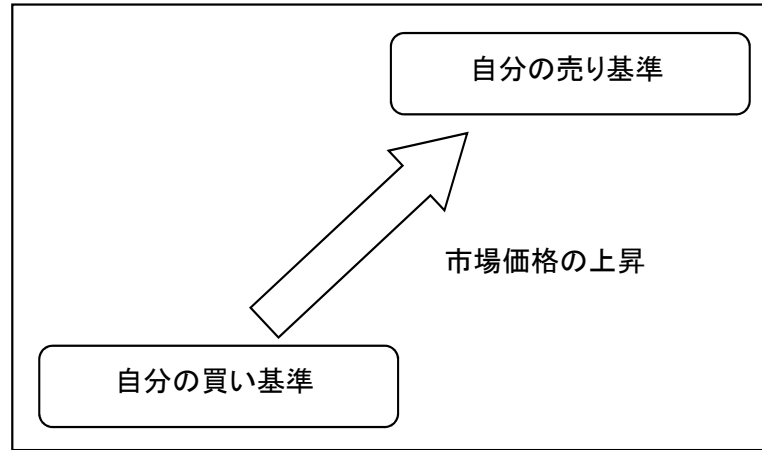 自分の売り基準
市場価格の上昇
自分の買い基準